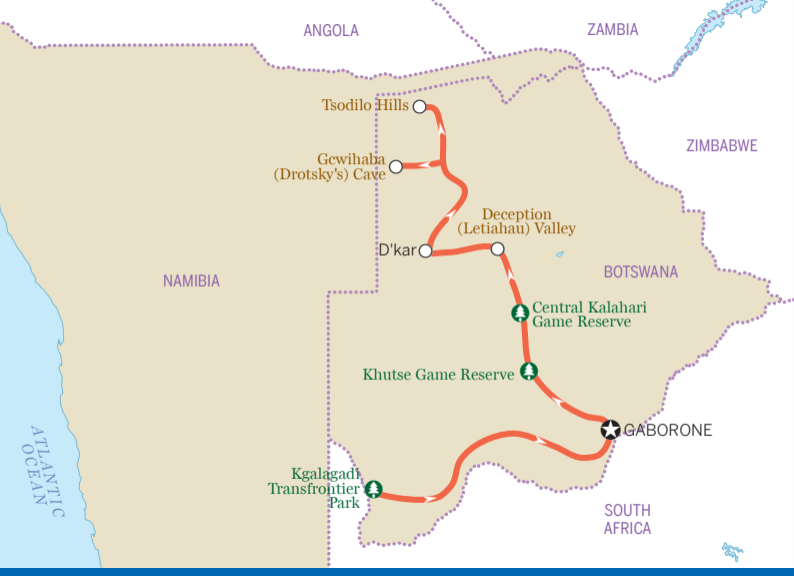 ANGOLA
ZAMBIA
Tsodilo Hills
ZIMBABWE
Gcwihaba
(Drotsky's) Cave
Deception
(Letiahau) Valley
D'kar
BOTSWANA
NAMIBIA
Central Kalahari
Game Reserve
Khutse Game Reserve
GABORONE
ATLANTIC
OCEAN
Kgalagadi
Transfrontier
Park
SOUTH
AFRICA